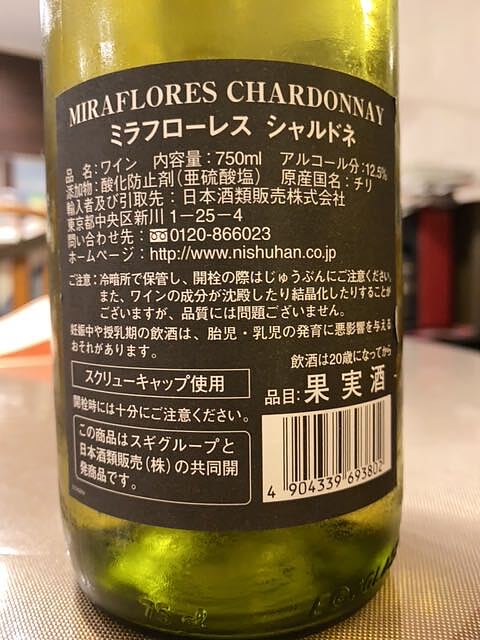 MIRAFLORES CHARDONNAY
ミラフローレス シャルドネ
品 名：ワイン 内容量：750ml アルコール分：12.5%
添加物：酸化防止剤(亜硫酸塩) 原産国名：チリ
輸入者及び引取先：日本酒類販売株式会社
東京都中央区新川1-25-4
問い合わせ先：0120-866023
ホームページ：http://www.nishuhan.co.jp
ご注意：冷暗所で保管し、開栓の際はじゅうぶんにご注意ください。
また、ワインの成分が沈殿したり結晶化したりすることが
ございますが、品質には問題ございません。
妊娠中や授乳期の飲酒は、胎児・乳児の発育に悪影響を与える
おそれがあります。
飲酒は20歳になってから
スクリューキャップ使用
品目：果実酒
開栓時には十分にご注意ください。
この商品はスギグループと
日本酒類販売(株)の共同開
発商品です。
4 904339 693802